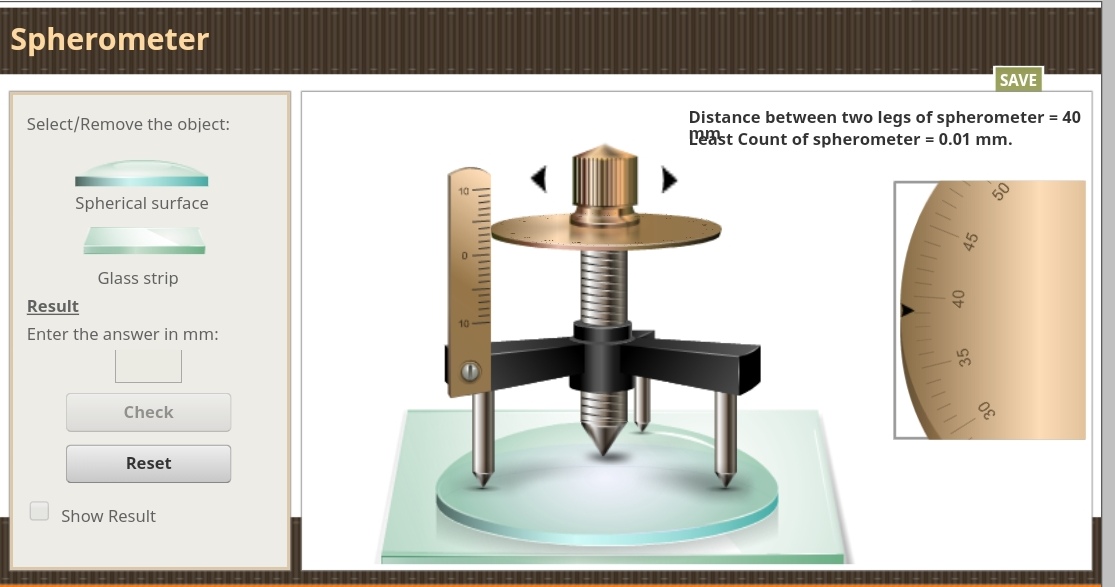 Spherometer
SAVE
Select/Remove the object:
Spherical surface
Glass strip
Result
Enter the answer in mm:
Check
Reset
Show Result
Distance between two legs of spherometer = 40
mm
Least Count of spherometer = 0.01 mm.
10
0
10
50
45
40
35
30